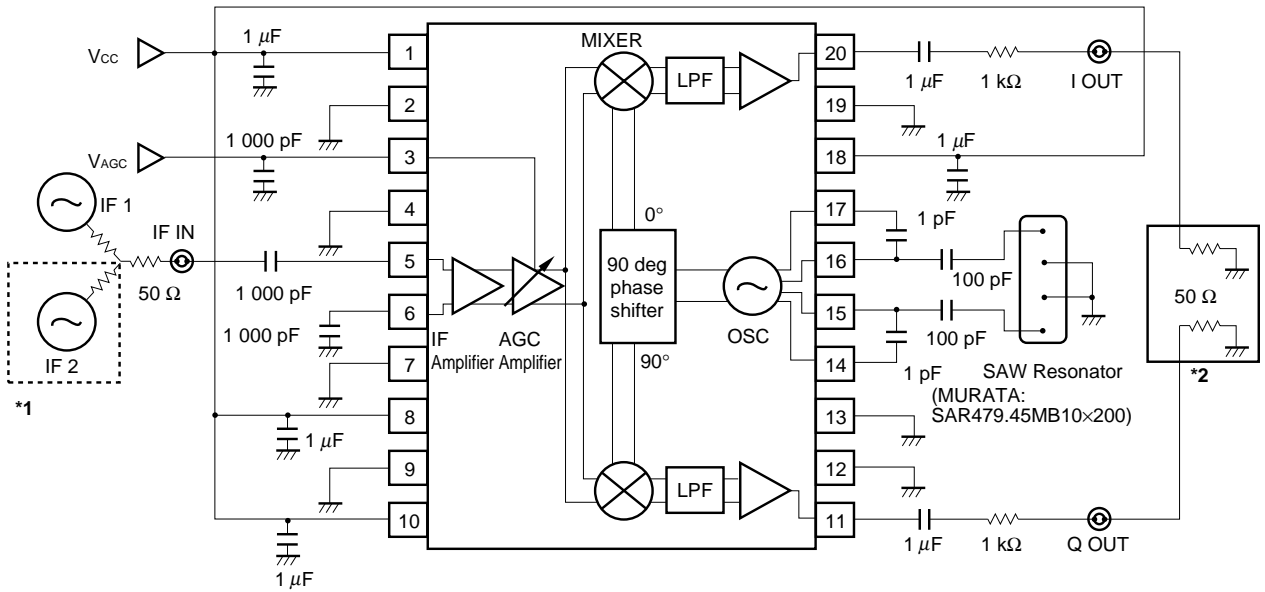 1 µF
VCC
1
2
1 000 pF
VAGC
3
4
IF 1
IF IN
5
50 Ω
1 000 pF
6
1 000 pF
IF 2
*1
7
8
1 µF
9
10
1 µF
MIXER
LPF
0°
90 deg
phase
shifter
90°
OSC
IF
Amplifier
AGC
Amplifier
LPF
20
1 µF
1 kΩ
I OUT
19
18
1 µF
17
1 pF
16
100 pF
15
100 pF
14
1 pF
SAW Resonator
(MURATA:
SAR479.45MB10×200)
50 Ω
*2
13
12
11
1 µF
1 kΩ
Q OUT